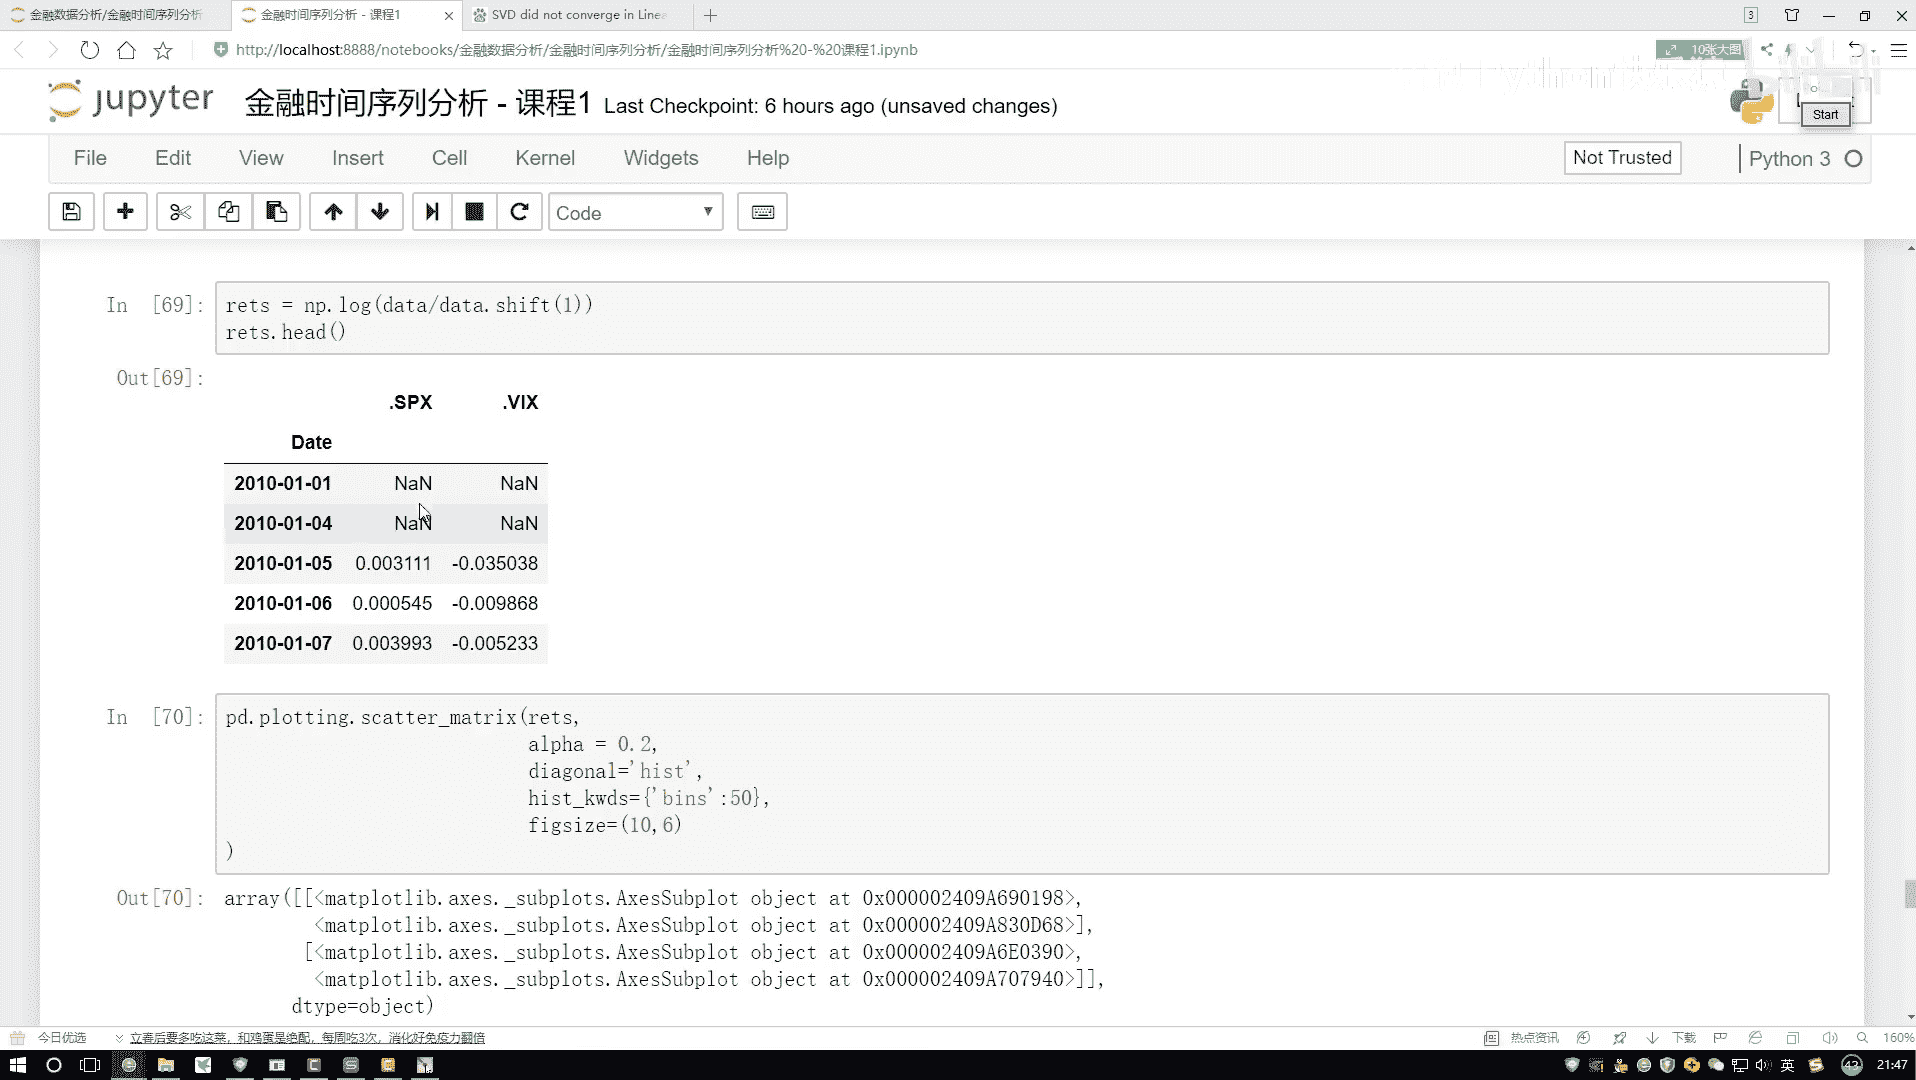 金融数据分析/金融时间序列分析
金融时间序列分析 - 课程1
SVD did not converge in Linea
3
http://localhost:8888/notebooks/金融数据分析/金融时间序列分析/金融时间序列分析%20-%20课程1.ipynb
10张大图
jupyter 金融时间序列分析 - 课程1 Last Checkpoint: 6 hours ago (unsaved changes)
Start
File Edit View Insert Cell Kernel Widgets Help
Not Trusted
Python 3
Code
In [69]: rets = np.log(data/data.shift(1))
rets.head()
Out[69]:
.SPX .VIX
Date
2010-01-01 NaN NaN
2010-01-04 NaN NaN
2010-01-05 0.003111 -0.035038
2010-01-06 0.000545 -0.009868
2010-01-07 0.003993 -0.005233
In [70]: pd.plotting.scatter_matrix(rets,
alpha = 0.2,
diagonal='hist',
hist_kwds={'bins':50},
figsize=(10,6)
)
Out[70]: array([[<matplotlib.axes._subplots.AxesSubplot object at 0x000002409A690198>,
<matplotlib.axes._subplots.AxesSubplot object at 0x000002409A830D68>],
[<matplotlib.axes._subplots.AxesSubplot object at 0x000002409A6E0390>,
<matplotlib.axes._subplots.AxesSubplot object at 0x000002409A707940>]],
dtype=object)
今日优选
立春后要多吃这菜，和鸡蛋是绝配，每周吃3次，消化好免疫力翻倍
热点资讯
下载
160%
英
43
21:47